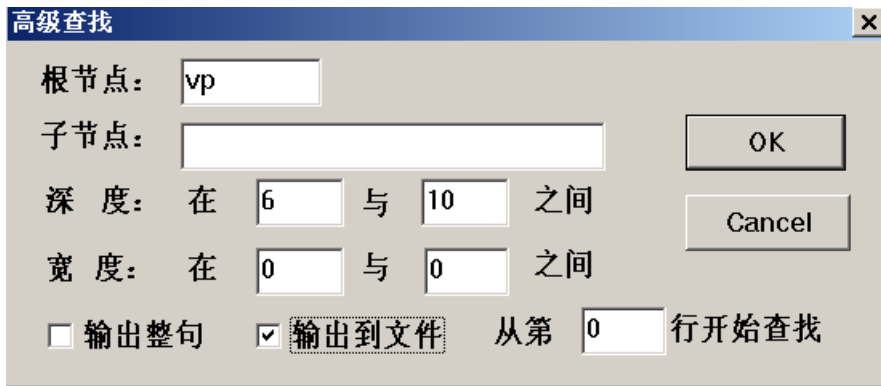 高级查找
根节点： vp
子节点：
OK
深 度： 在 6 与 10 之间
Cancel
宽 度： 在 0 与 0 之间
输出整句 输出到文件 从第 0 行开始查找